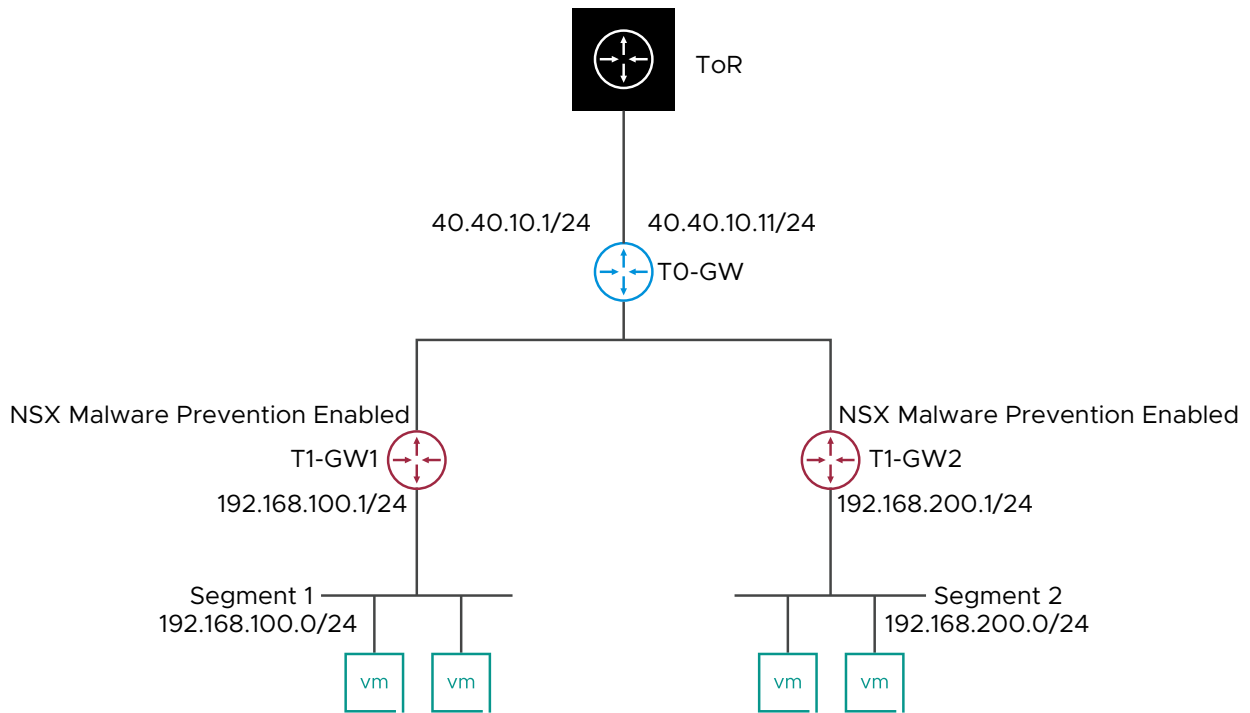 ToR
40.40.10.1/24
40.40.10.11/24
T0-GW
NSX Malware Prevention Enabled
NSX Malware Prevention Enabled
T1-GW1
T1-GW2
192.168.100.1/24
192.168.200.1/24
Segment 1
Segment 2
192.168.100.0/24
192.168.200.0/24
vm
vm
vm
vm